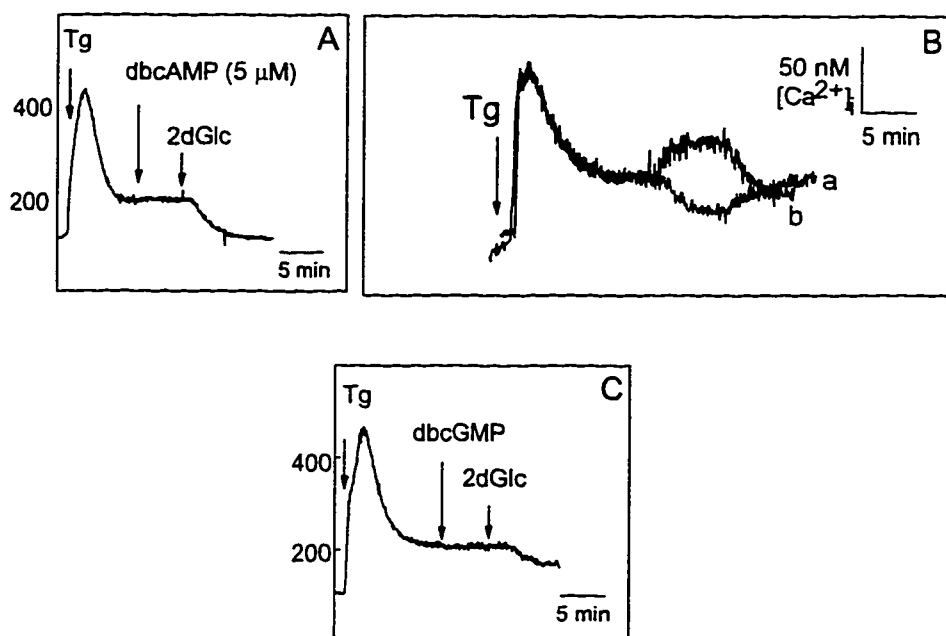 A
Tg
dbcAMP (5 μM)
400
2dGlc
200
5 min
B
50 nM
[Ca2+]i
Tg
5 min
a
b
C
Tg
dbcGMP
400
2dGlc
200
5 min